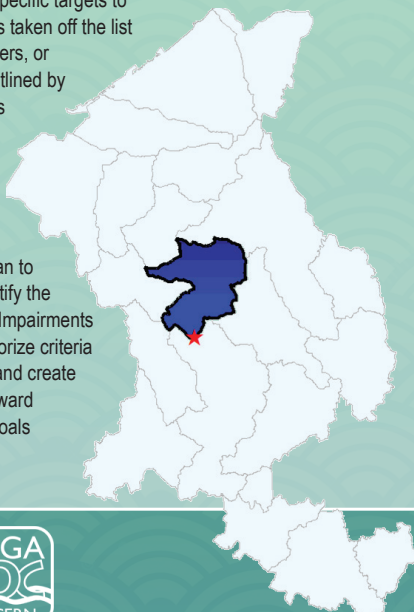 pecific targets to
s taken off the list
ers, or
tlined by
s
an to
tify the
Impairments
orize criteria
and create
ward
oals
GA
OC